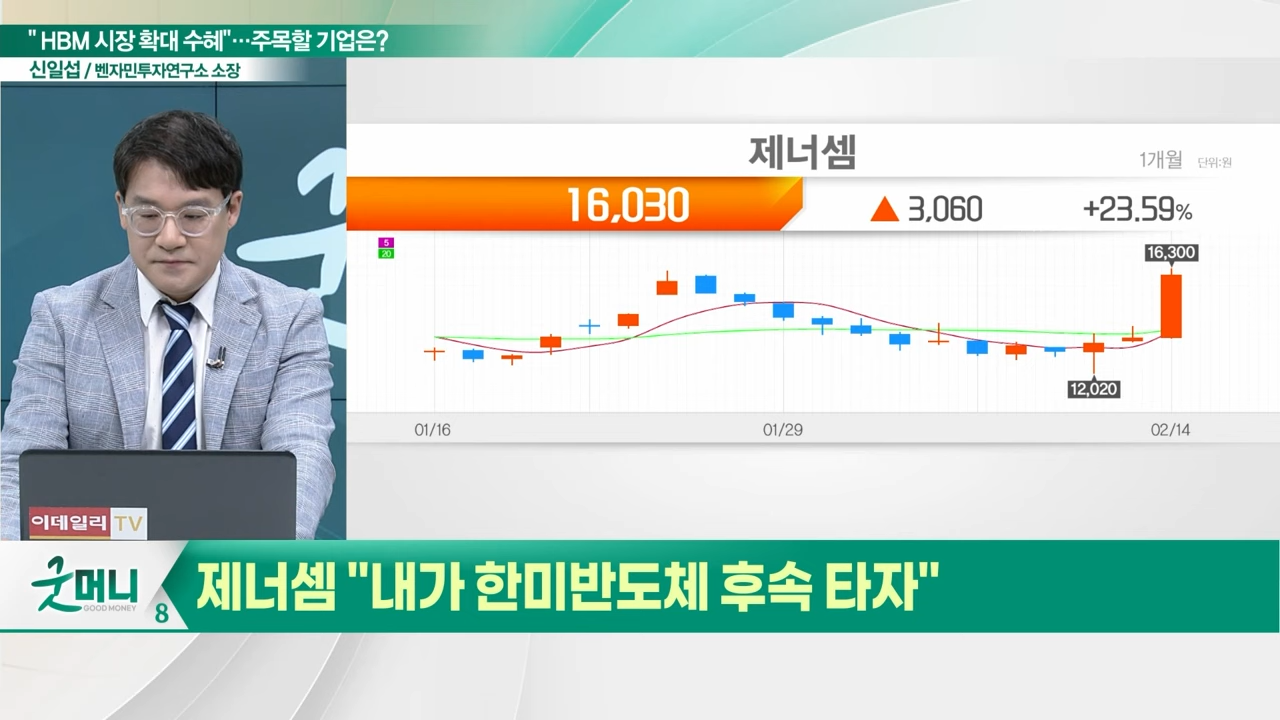 " HBM 시장 확대 수혜"…주목할 기업은?
신일섭 / 벤자민투자연구소 소장
제너셈
1개월 단위:원
16,030 ▲ 3,060 +23.59%
5
20
16,300
12,020
01/16 01/29 02/14
이데일리 TV
굿머니
GOOD MONEY
8
제너셈 "내가 한미반도체 후속 타자"